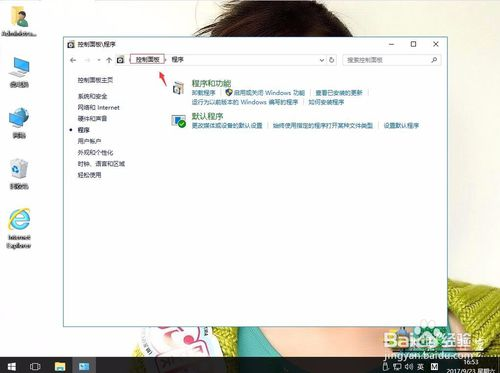 控制面板\程序
控制面板 程序
搜索控制面板
控制面板主页
系统和安全
网络和 Internet
硬件和声音
程序
用户帐户
外观和个性化
时钟、语言和区域
轻松使用
程序和功能
卸载程序 启用或关闭 Windows 功能 查看已安装的更新
运行为以前版本的 Windows 编写的程序 如何安装程序
默认程序
更改媒体或设备的默认设置 始终使用指定的程序打开某种文件类型 设置默认程序
Administra...
网络
Internet
Explorer
Baidu 经验
jingyan.baidu.com
英 M
16:53
2017/9/23 星期六